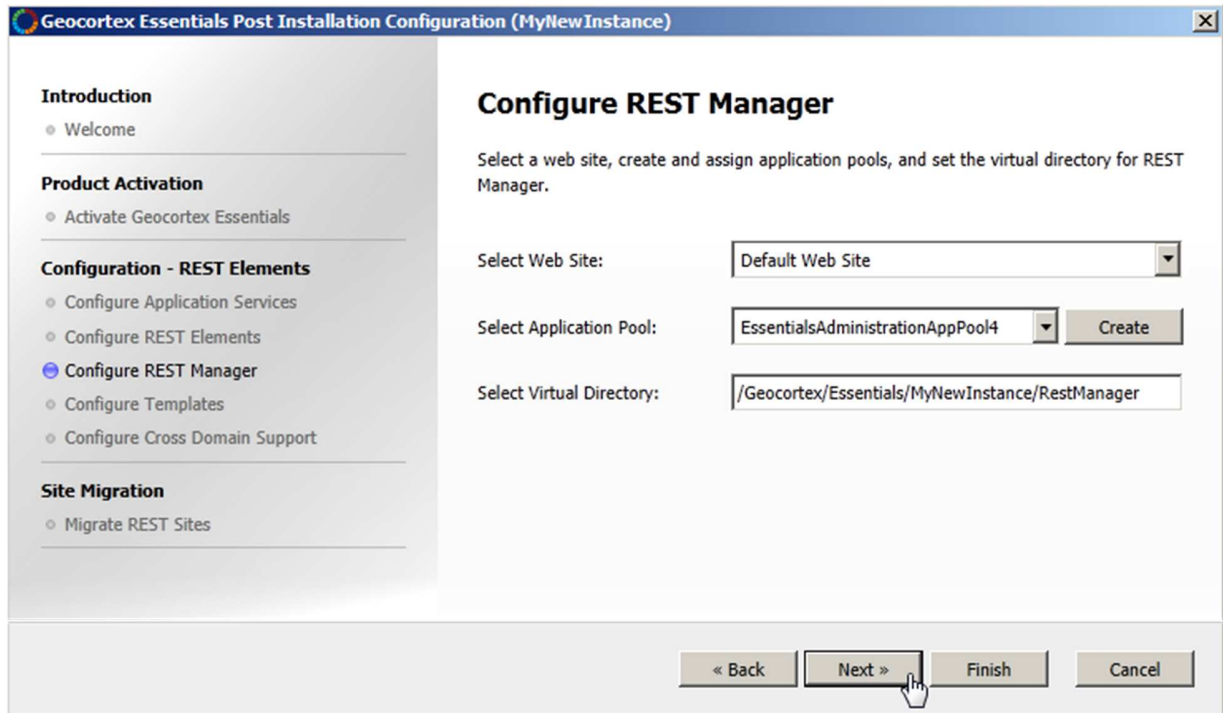 Geocortex Essentials Post Installation Configuration (MyNewInstance)
Introduction
Welcome
Product Activation
Activate Geocortex Essentials
Configuration - REST Elements
Configure Application Services
Configure REST Elements
Configure REST Manager
Configure Templates
Configure Cross Domain Support
Site Migration
Migrate REST Sites
Configure REST Manager
Select a web site, create and assign application pools, and set the virtual directory for REST
Manager.
Select Web Site: Default Web Site
Select Application Pool: EssentialsAdministrationAppPool4 Create
Select Virtual Directory: /Geocortex/Essentials/MyNewInstance/RestManager
« Back Next » Finish Cancel